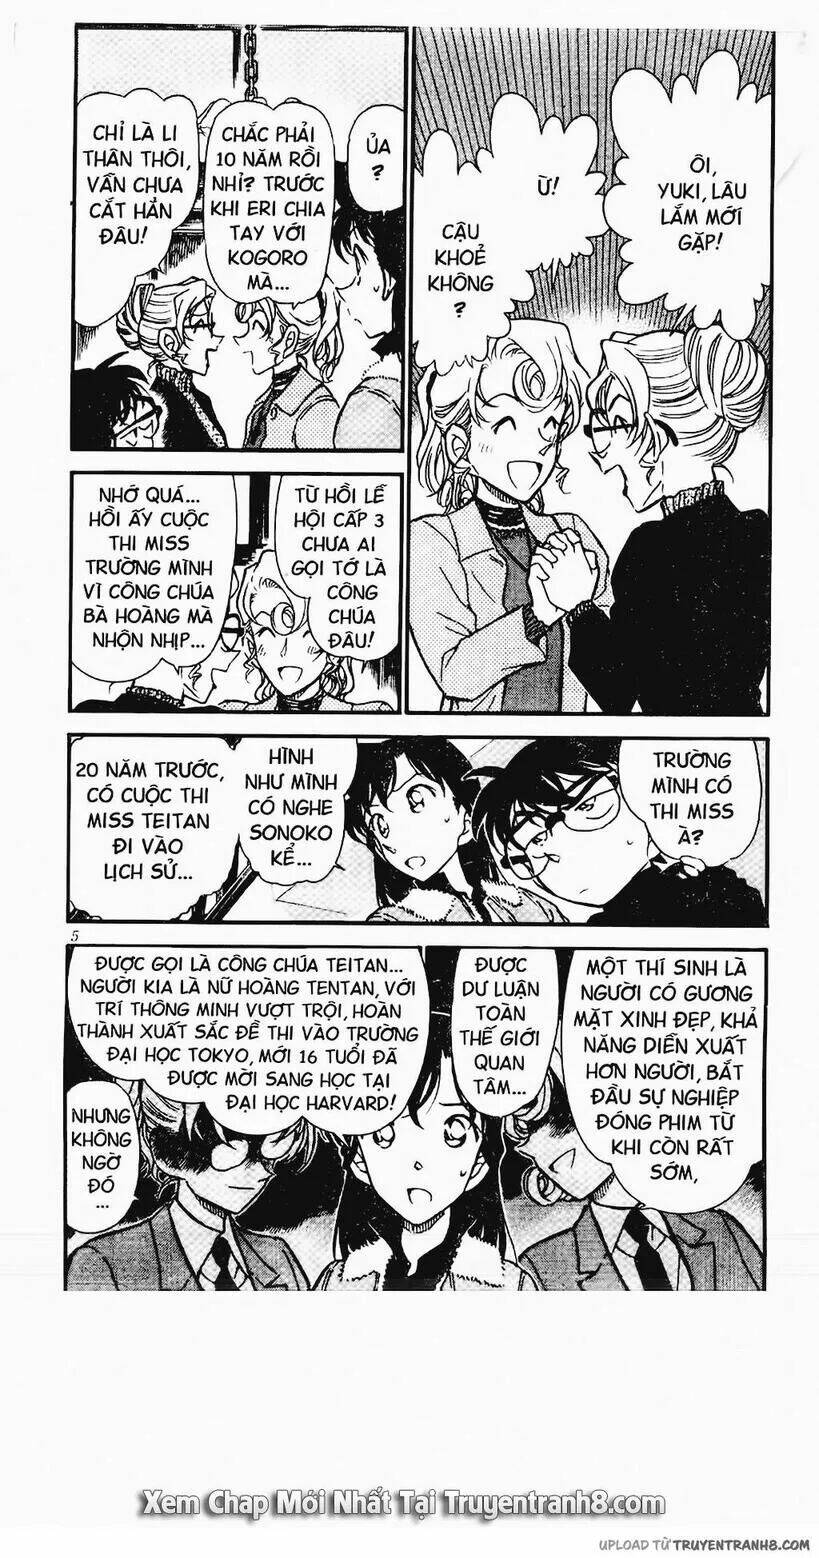 ÔI,
YUKI, LÂU
LẮM MỚI
GẶP!
Ừ!
CẬU
KHOẺ
KHÔNG
?
ỦA
?
CHẮC PHẢI
10 NĂM RỒI
NHỈ? TRƯỚC
KHI ERI CHIA
TAY VỚI
KOGORO
MÀ...
CHỈ LÀ LI
THÂN THÔI,
VẪN CHƯA
CẮT HẲN
ĐÂU!
TỪ HỒI LỄ
HỘI CẤP 3
CHƯA AI
GỌI TỚ LÀ
CÔNG
CHÚA
ĐÂU!
NHỚ QUÁ...
HỒI ẤY CUỘC
THI MISS
TRƯỜNG MÌNH
VÌ CÔNG CHÚA
BÀ HOÀNG MÀ
NHỘN NHỊP...
TRƯỜNG
MÌNH CÓ
THI MISS
À?
HÌNH
NHƯ MÌNH
CÓ NGHE
SONOKO
KỂ...
20 NĂM TRƯỚC,
CÓ CUỘC THI
MISS TEITAN
ĐI VÀO
LỊCH SỬ...
5
MỘT THÍ SINH LÀ
NGƯỜI CÓ GƯƠNG
MẶT XINH ĐẸP, KHẢ
NĂNG DIỄN XUẤT
HƠN NGƯỜI, BẮT
ĐẦU SỰ NGHIỆP
ĐÓNG PHIM TỪ
KHI CÒN RẤT
SỚM,
ĐƯỢC
DƯ LUẬN
TOÀN
THẾ GIỚI
QUAN
TÂM...
ĐƯỢC GỌI LÀ CÔNG CHÚA TEITAN...
NGƯỜI KIA LÀ NỮ HOÀNG TENTAN, VỚI
TRÍ THÔNG MINH VƯỢT TRỘI, HOÀN
THÀNH XUẤT SẮC ĐỀ THI VÀO TRƯỜNG
ĐẠI HỌC TOKYO, MỚI 16 TUỔI ĐÃ
ĐƯỢC MỜI SANG HỌC TẠI
ĐẠI HỌC HARVARD!
NHƯNG
KHÔNG
NGỜ
ĐÓ
...
Xem Chap Mới Nhất Tại Truyentranh8.com
UPLOAD TỪ TRUYENTRANH8.COM